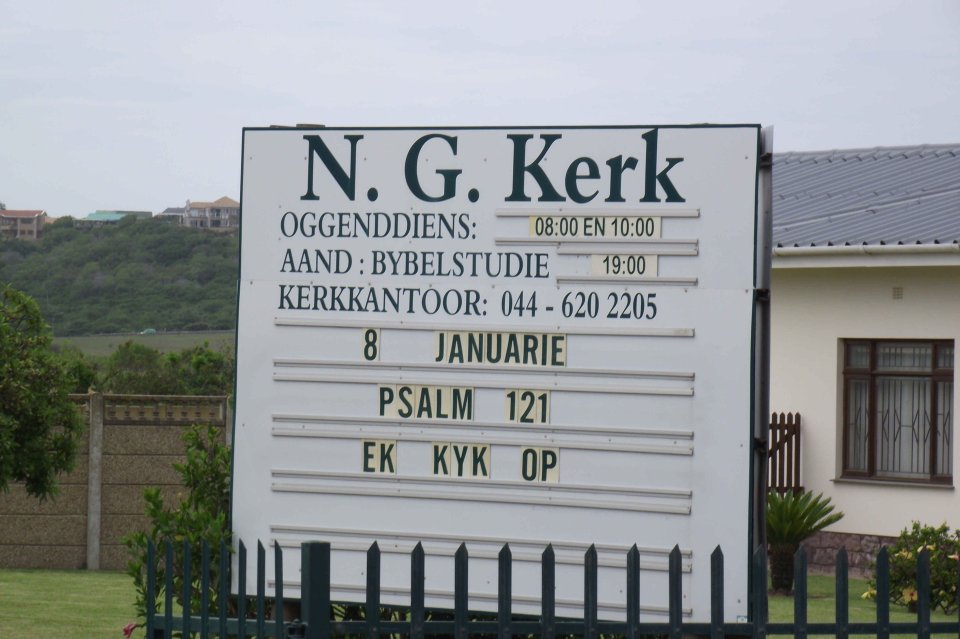 N. G. Kerk
OGGENDDIENS: 08:00 EN 10:00
AAND : BYBELSTUDIE 19:00
KERKKANTOOR: 044 - 620 2205
8 JANUARIE
PSALM 121
EK KYK OP